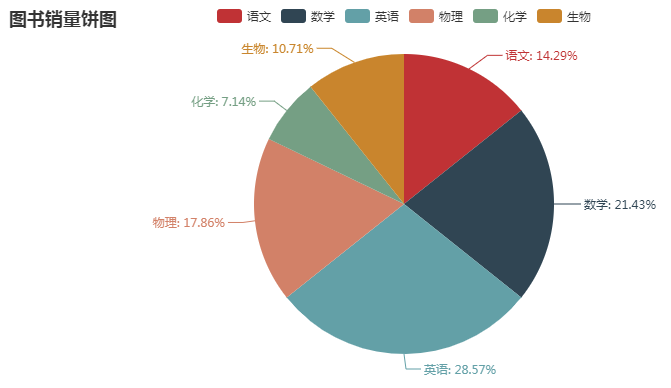 图书销量饼图
语文 数学 英语 物理 化学 生物
生物: 10.71%
语文: 14.29%
化学: 7.14%
数学: 21.43%
物理: 17.86%
英语: 28.57%